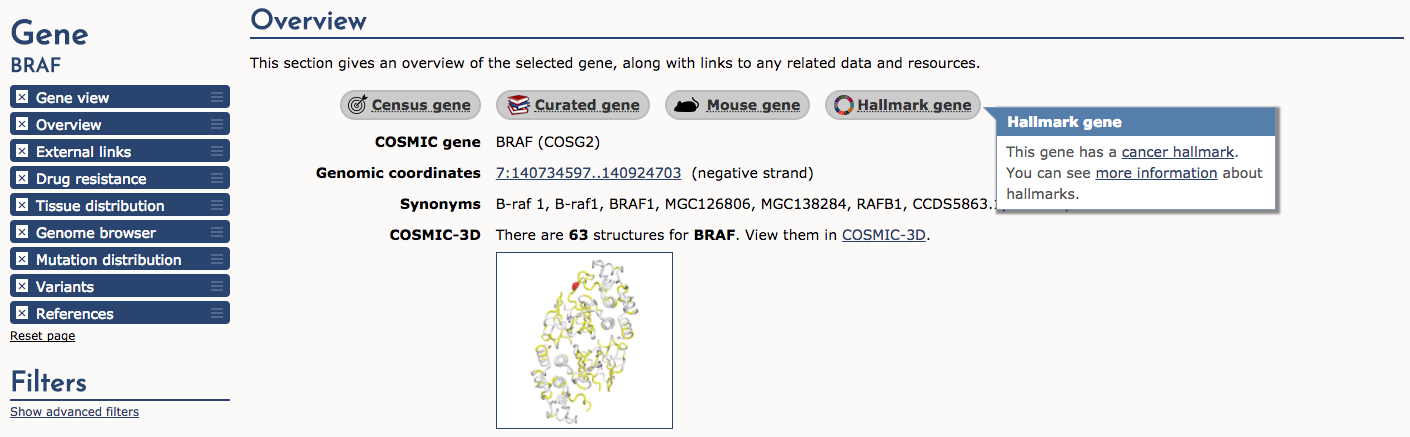 Gene
BRAF
Gene view
Overview
External links
Drug resistance
Tissue distribution
Genome browser
Mutation distribution
Variants
References
Reset page
Filters
Show advanced filters
Overview
This section gives an overview of the selected gene, along with links to any related data and resources.
Census gene Curated gene Mouse gene Hallmark gene
Hallmark gene
This gene has a cancer hallmark.
You can see more information about
hallmarks.
COSMIC gene BRAF (COSG2)
Genomic coordinates 7:140734597..140924703 (negative strand)
Synonyms B-raf 1, B-raf1, BRAF1, MGC126806, MGC138284, RAFB1, CCDS5863.
COSMIC-3D There are 63 structures for BRAF. View them in COSMIC-3D.